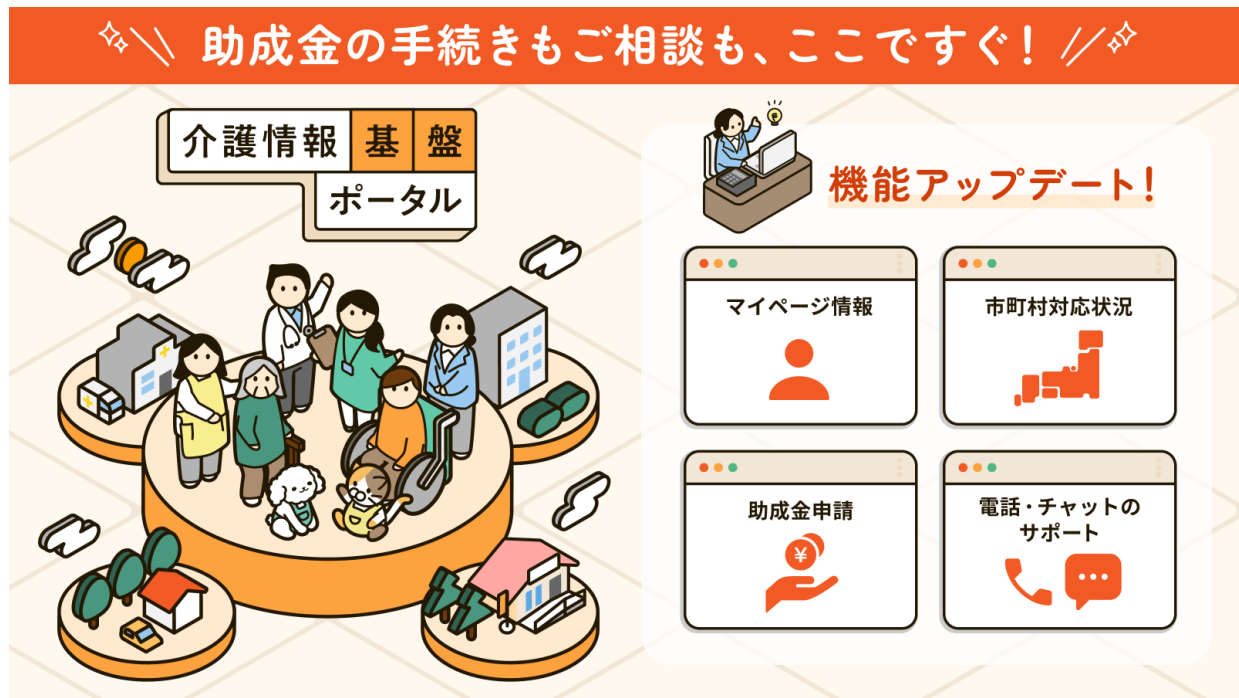 助成金の手続きもご相談も、ここですぐ！
介護情報基盤
ポータル
機能アップデート！
マイページ情報
市町村対応状況
助成金申請
¥
電話・チャットの
サポート